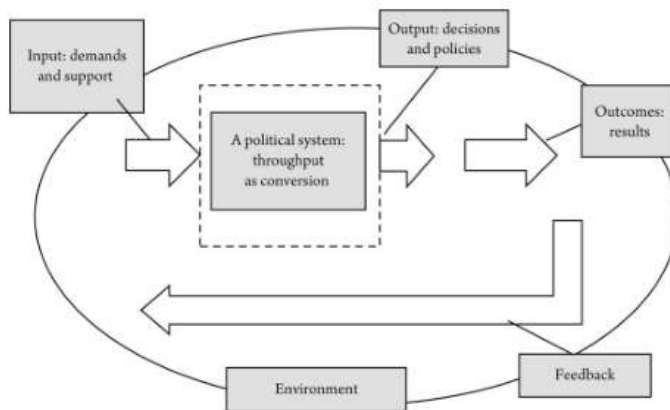 Input: demands
and support
Output: decisions
and policies
Outcomes:
results
A political system:
throughput
as conversion
Feedback
Environment